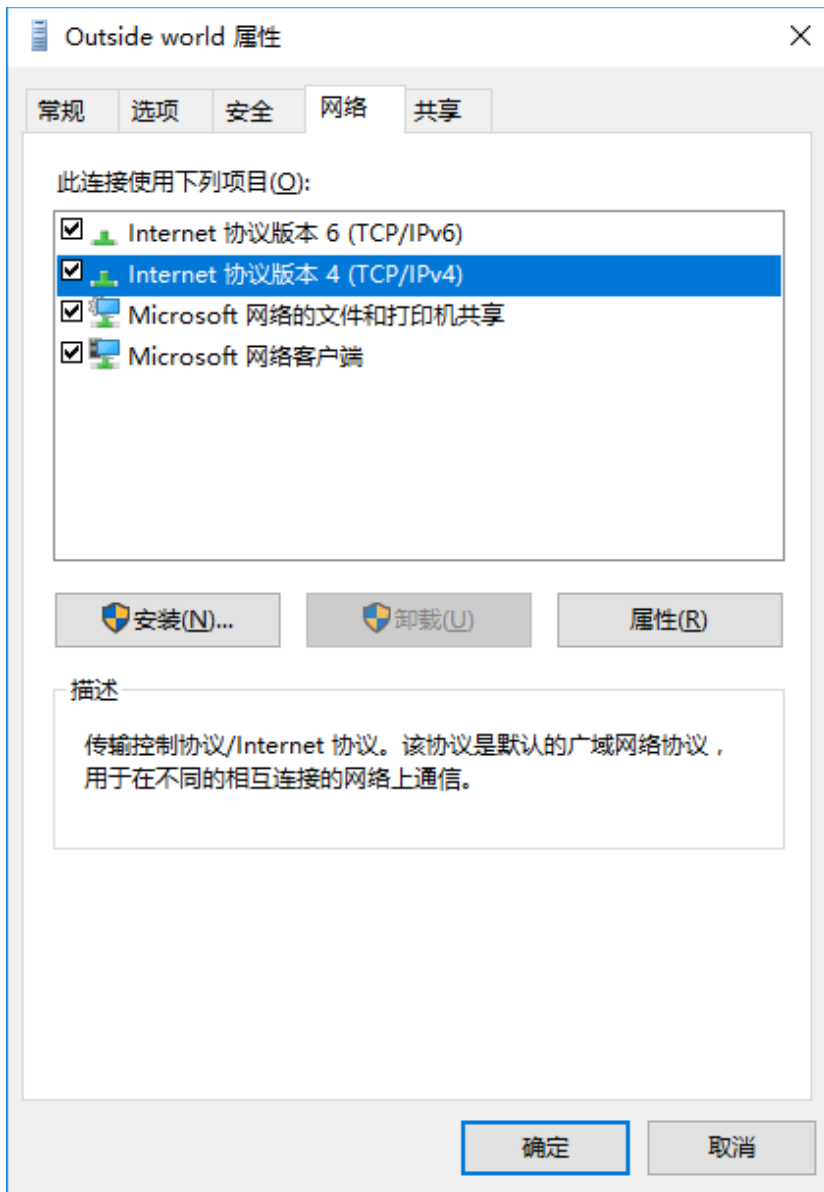 Outside world 属性
常规 选项 安全 网络 共享
此连接使用下列项目(O):
Internet 协议版本 6 (TCP/IPv6)
Internet 协议版本 4 (TCP/IPv4)
Microsoft 网络的文件和打印机共享
Microsoft 网络客户端
安装(N)... 卸载(U) 属性(R)
描述
传输控制协议/Internet 协议。该协议是默认的广域网络协议，
用于在不同的相互连接的网络上通信。
确定 取消